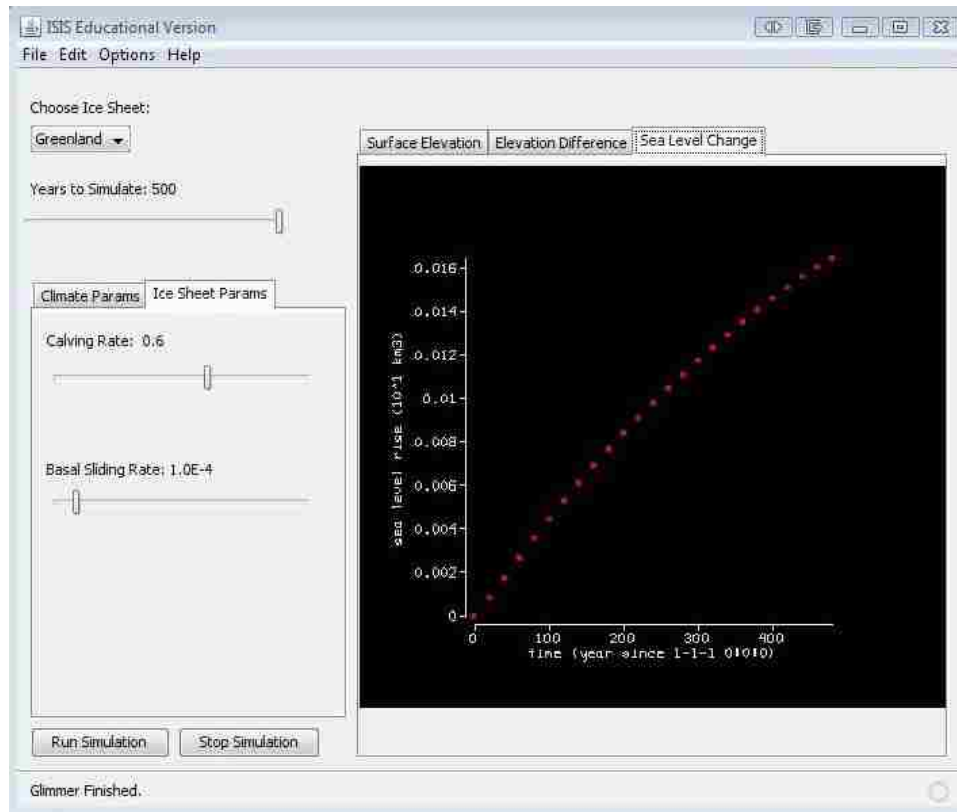 ISIS Educational Version
File Edit Options Help
Choose Ice Sheet:
Greenland
Years to Simulate: 500
Climate Params Ice Sheet Params
Calving Rate: 0.6
Basal Sliding Rate: 1.0E-4
Run Simulation Stop Simulation
Surface Elevation Elevation Difference Sea Level Change
sea level rise (10^1 km3)
0.016
0.014
0.012
0.01
0.008
0.006
0.004
0.002
0
0 100 200 300 400
time (year since 1-1-1 0:0:0)
Glimmer Finished.